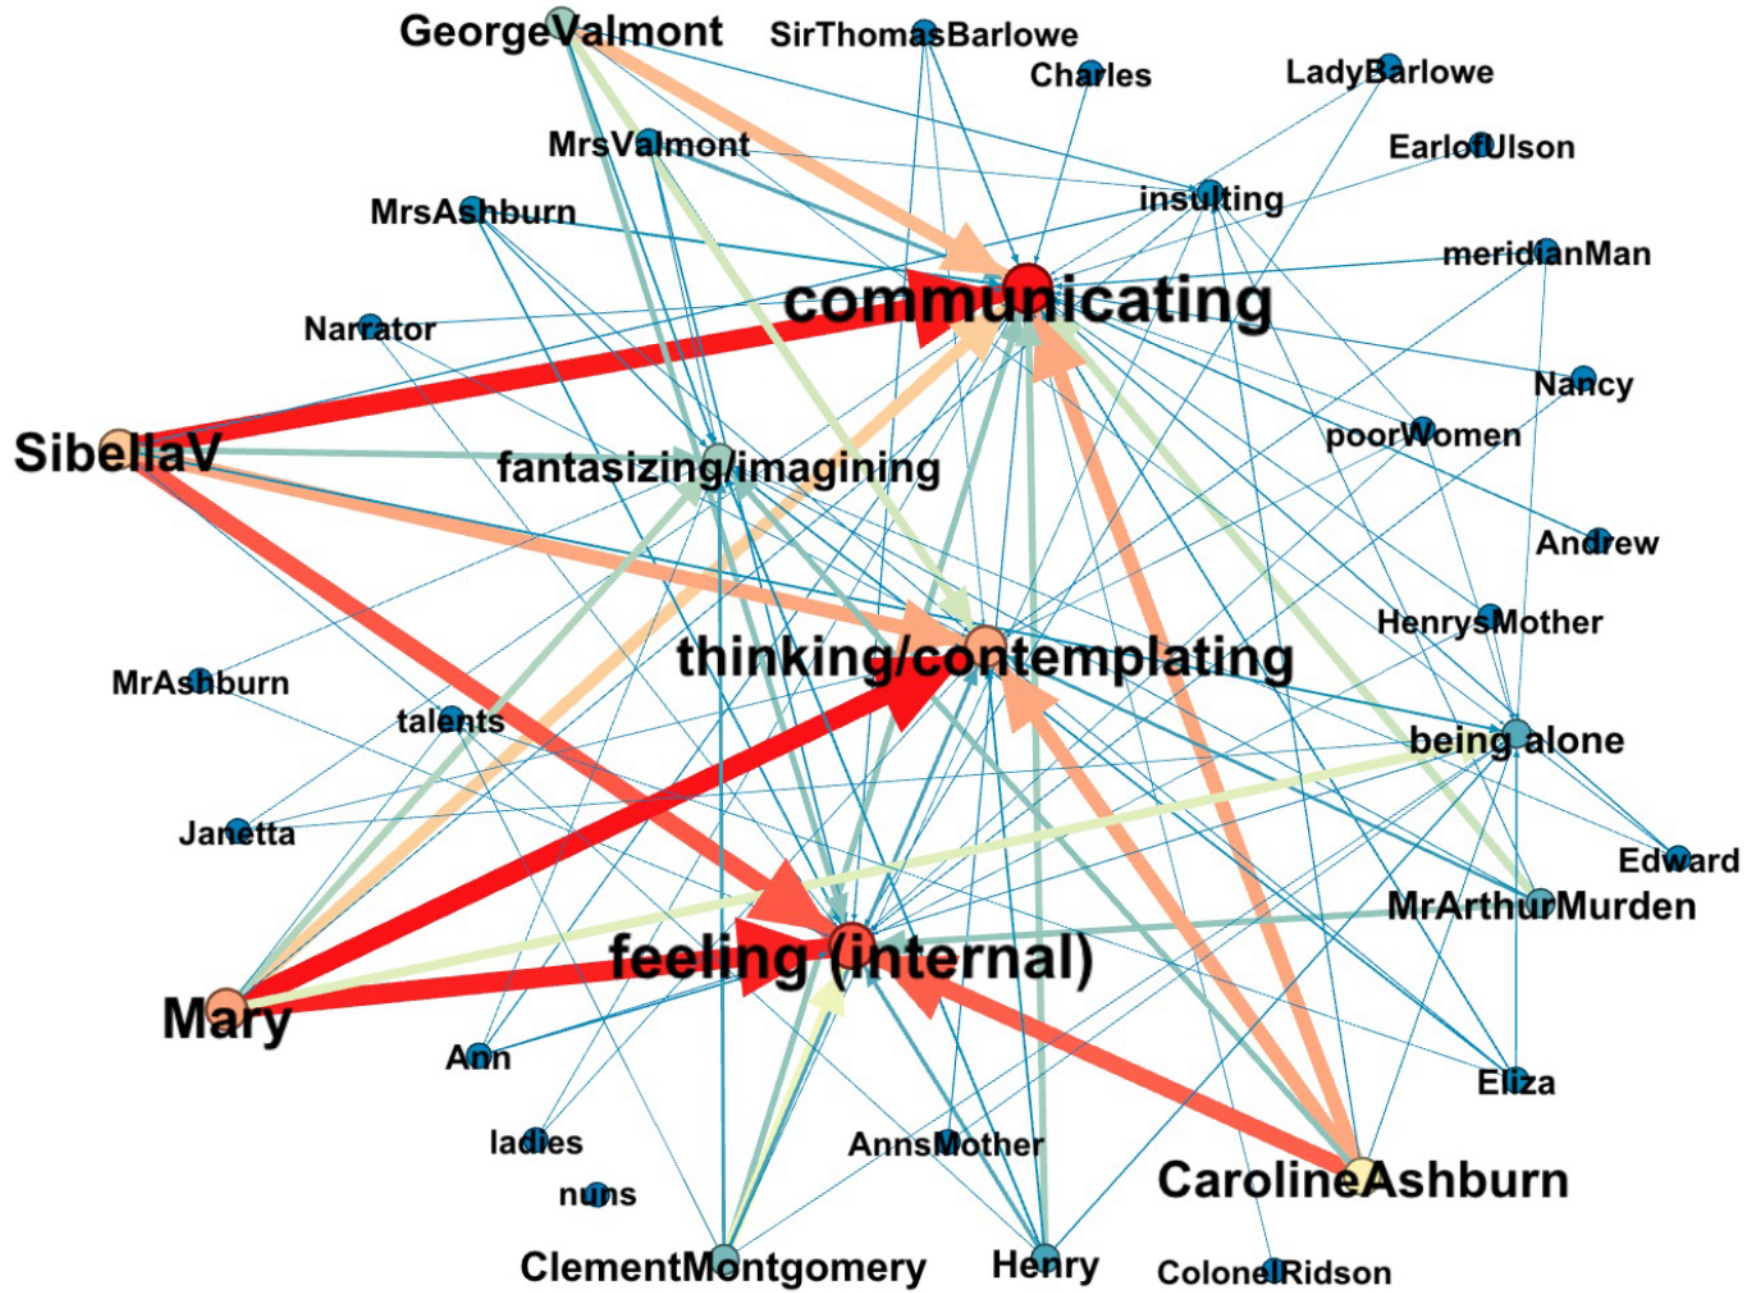 GeorgeValmont
SirThomasBarlowe
Charles
LadyBarlowe
MrsValmont
EarlofUlson
MrsAshburn
insulting
meridianMan
communicating
Narrator
Nancy
poorWomen
SibellaV
fantasizing/imagining
Andrew
HenrysMother
thinking/contemplating
MrAshburn
talents
being alone
Janetta
Edward
MrArthurMurden
feeling (internal)
Mary
Ann
Eliza
ladies
AnnsMother
CarolineAshburn
nuns
ClementMontgomery
Henry
ColonelRidson